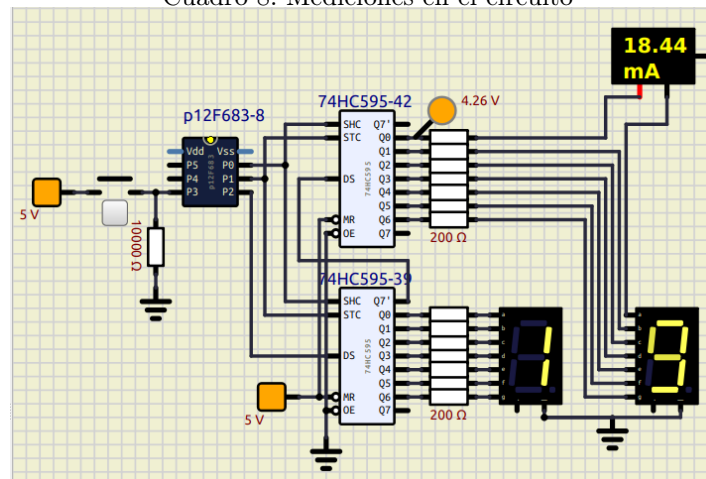 Cuadro 8: Mediciones en el circuito
18.44
mA
74HC595-42
4.26 V
p12F683-8
SHC Q7'
STC Q0
Q1
Q2
DS Q3
Q4
Q5
MR Q6
OE Q7
74HC595
200 Ω
Vdd Vss
P5 P0
P4 P1
P3 P2
p12F683
5 V
10000 Ω
74HC595-39
SHC Q7'
STC Q0
Q1
Q2
DS Q3
Q4
Q5
MR Q6
OE Q7
74HC595
200 Ω
5 V